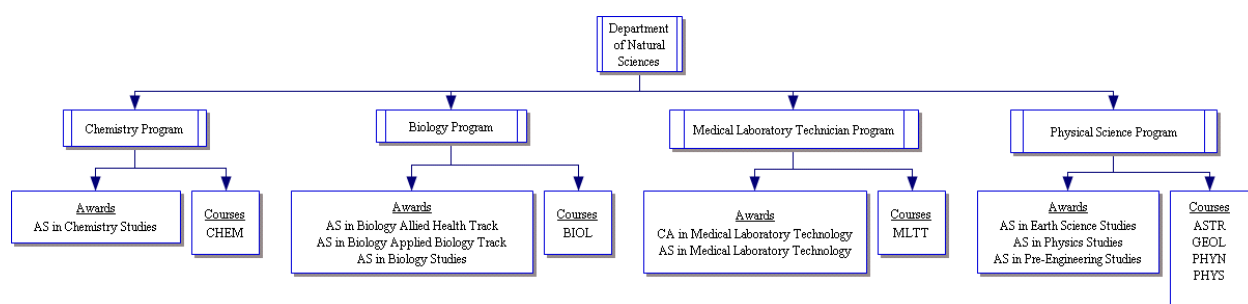 Department
of Natural
Sciences
Chemistry Program
Biology Program
Medical Laboratory Technician Program
Physical Science Program
Awards
AS in Chemistry Studies
Courses
CHEM
Awards
AS in Biology Allied Health Track
AS in Biology Applied Biology Track
AS in Biology Studies
Courses
BIOL
Awards
CA in Medical Laboratory Technology
AS in Medical Laboratory Technology
Courses
MLTT
Awards
AS in Earth Science Studies
AS in Physics Studies
AS in Pre-Engineering Studies
Courses
ASTR
GEOL
PHYN
PHYS